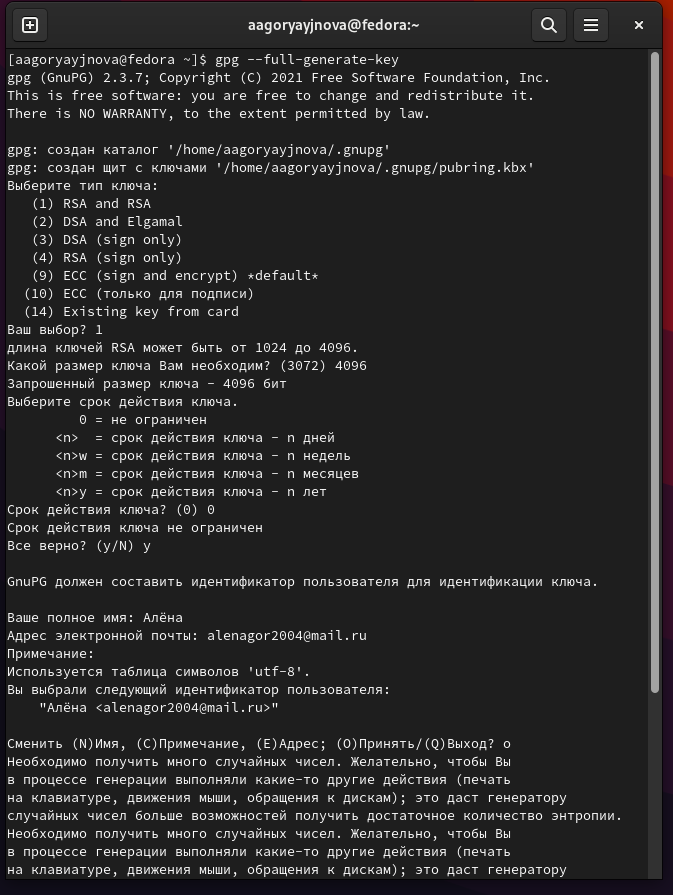 aagoryayjnova@fedora:~
[aagoryayjnova@fedora ~]$ gpg --full-generate-key
gpg (GnuPG) 2.3.7; Copyright (C) 2021 Free Software Foundation, Inc.
This is free software: you are free to change and redistribute it.
There is NO WARRANTY, to the extent permitted by law.

gpg: создан каталог '/home/aagoryayjnova/.gnupg'
gpg: создан щит с ключами '/home/aagoryayjnova/.gnupg/pubring.kbx'
Выберите тип ключа:
   (1) RSA and RSA
   (2) DSA and Elgamal
   (3) DSA (sign only)
   (4) RSA (sign only)
   (9) ECC (sign and encrypt) *default*
  (10) ECC (только для подписи)
  (14) Existing key from card
Ваш выбор? 1
длина ключей RSA может быть от 1024 до 4096.
Какой размер ключа Вам необходим? (3072) 4096
Запрошенный размер ключа - 4096 бит
Выберите срок действия ключа.
         0 = не ограничен
      <n>  = срок действия ключа - n дней
      <n>w = срок действия ключа - n недель
      <n>m = срок действия ключа - n месяцев
      <n>y = срок действия ключа - n лет
Срок действия ключа? (0) 0
Срок действия ключа не ограничен
Все верно? (y/N) y

GnuPG должен составить идентификатор пользователя для идентификации ключа.

Ваше полное имя: Алёна
Адрес электронной почты: alenagor2004@mail.ru
Примечание:
Используется таблица символов 'utf-8'.
Вы выбрали следующий идентификатор пользователя:
    "Алёна <alenagor2004@mail.ru>"

Сменить (N)Имя, (C)Примечание, (E)Адрес; (O)Принять/(Q)Выход? o
Необходимо получить много случайных чисел. Желательно, чтобы Вы
в процессе генерации выполняли какие-то другие действия (печать
на клавиатуре, движения мыши, обращения к дискам); это даст генератору
случайных чисел больше возможностей получить достаточное количество энтропии.
Необходимо получить много случайных чисел. Желательно, чтобы Вы
в процессе генерации выполняли какие-то другие действия (печать
на клавиатуре, движения мыши, обращения к дискам); это даст генератору